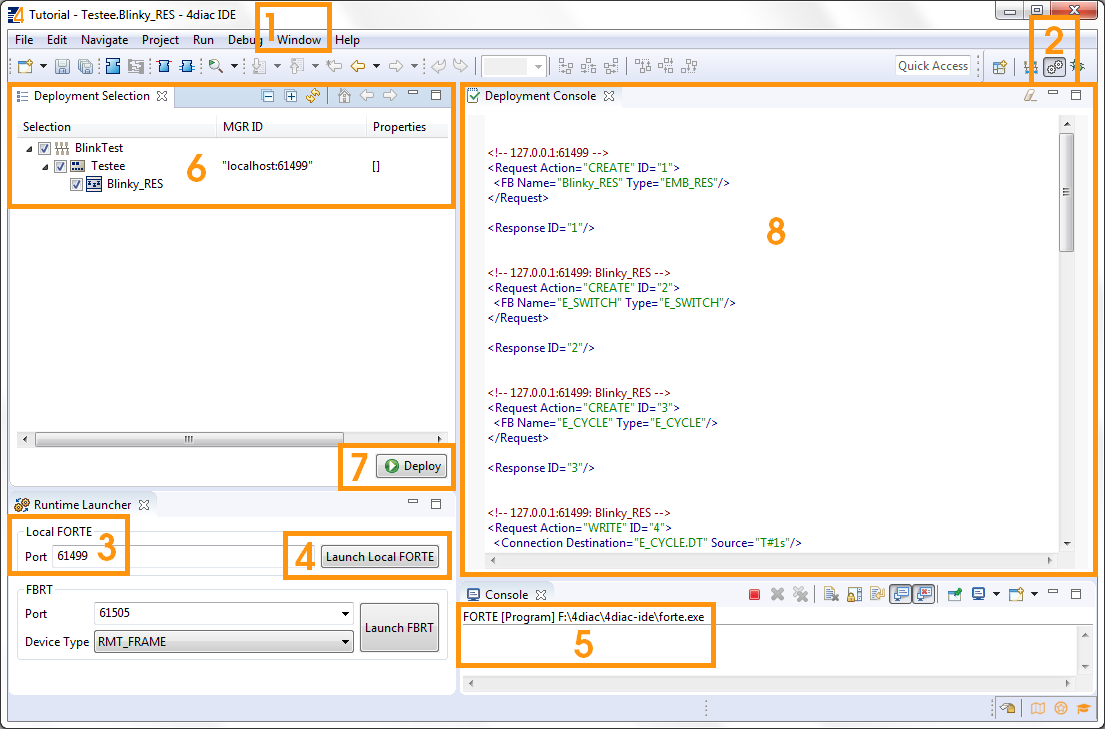 Tutorial - Testee.Blinky_RES - 4diac IDE
File Edit Navigate Project Run Debug 1 Window Help
2
Quick Access
Deployment Selection
Selection MGR ID Properties
BlinkTest
Testee "localhost:61499" []
Blinky_RES
6
7 Deploy
Runtime Launcher
Local FORTE
Port 61499 3
4 Launch Local FORTE
FBRT
Port 61505
Launch FBRT
Device Type RMT_FRAME
Deployment Console
<!-- 127.0.0.1:61499 -->
<Request Action="CREATE" ID="1">
<FB Name="Blinky_RES" Type="EMB_RES"/>
</Request>
<Response ID="1"/>
8
<!-- 127.0.0.1:61499: Blinky_RES -->
<Request Action="CREATE" ID="2">
<FB Name="E_SWITCH" Type="E_SWITCH"/>
</Request>
<Response ID="2"/>
<!-- 127.0.0.1:61499: Blinky_RES -->
<Request Action="CREATE" ID="3">
<FB Name="E_CYCLE" Type="E_CYCLE"/>
</Request>
<Response ID="3"/>
<!-- 127.0.0.1:61499: Blinky_RES -->
<Request Action="WRITE" ID="4">
<Connection Destination="E_CYCLE.DT" Source="T#1s"/>
Console
FORTE [Program] F:\4diac\4diac-ide\forte.exe
5